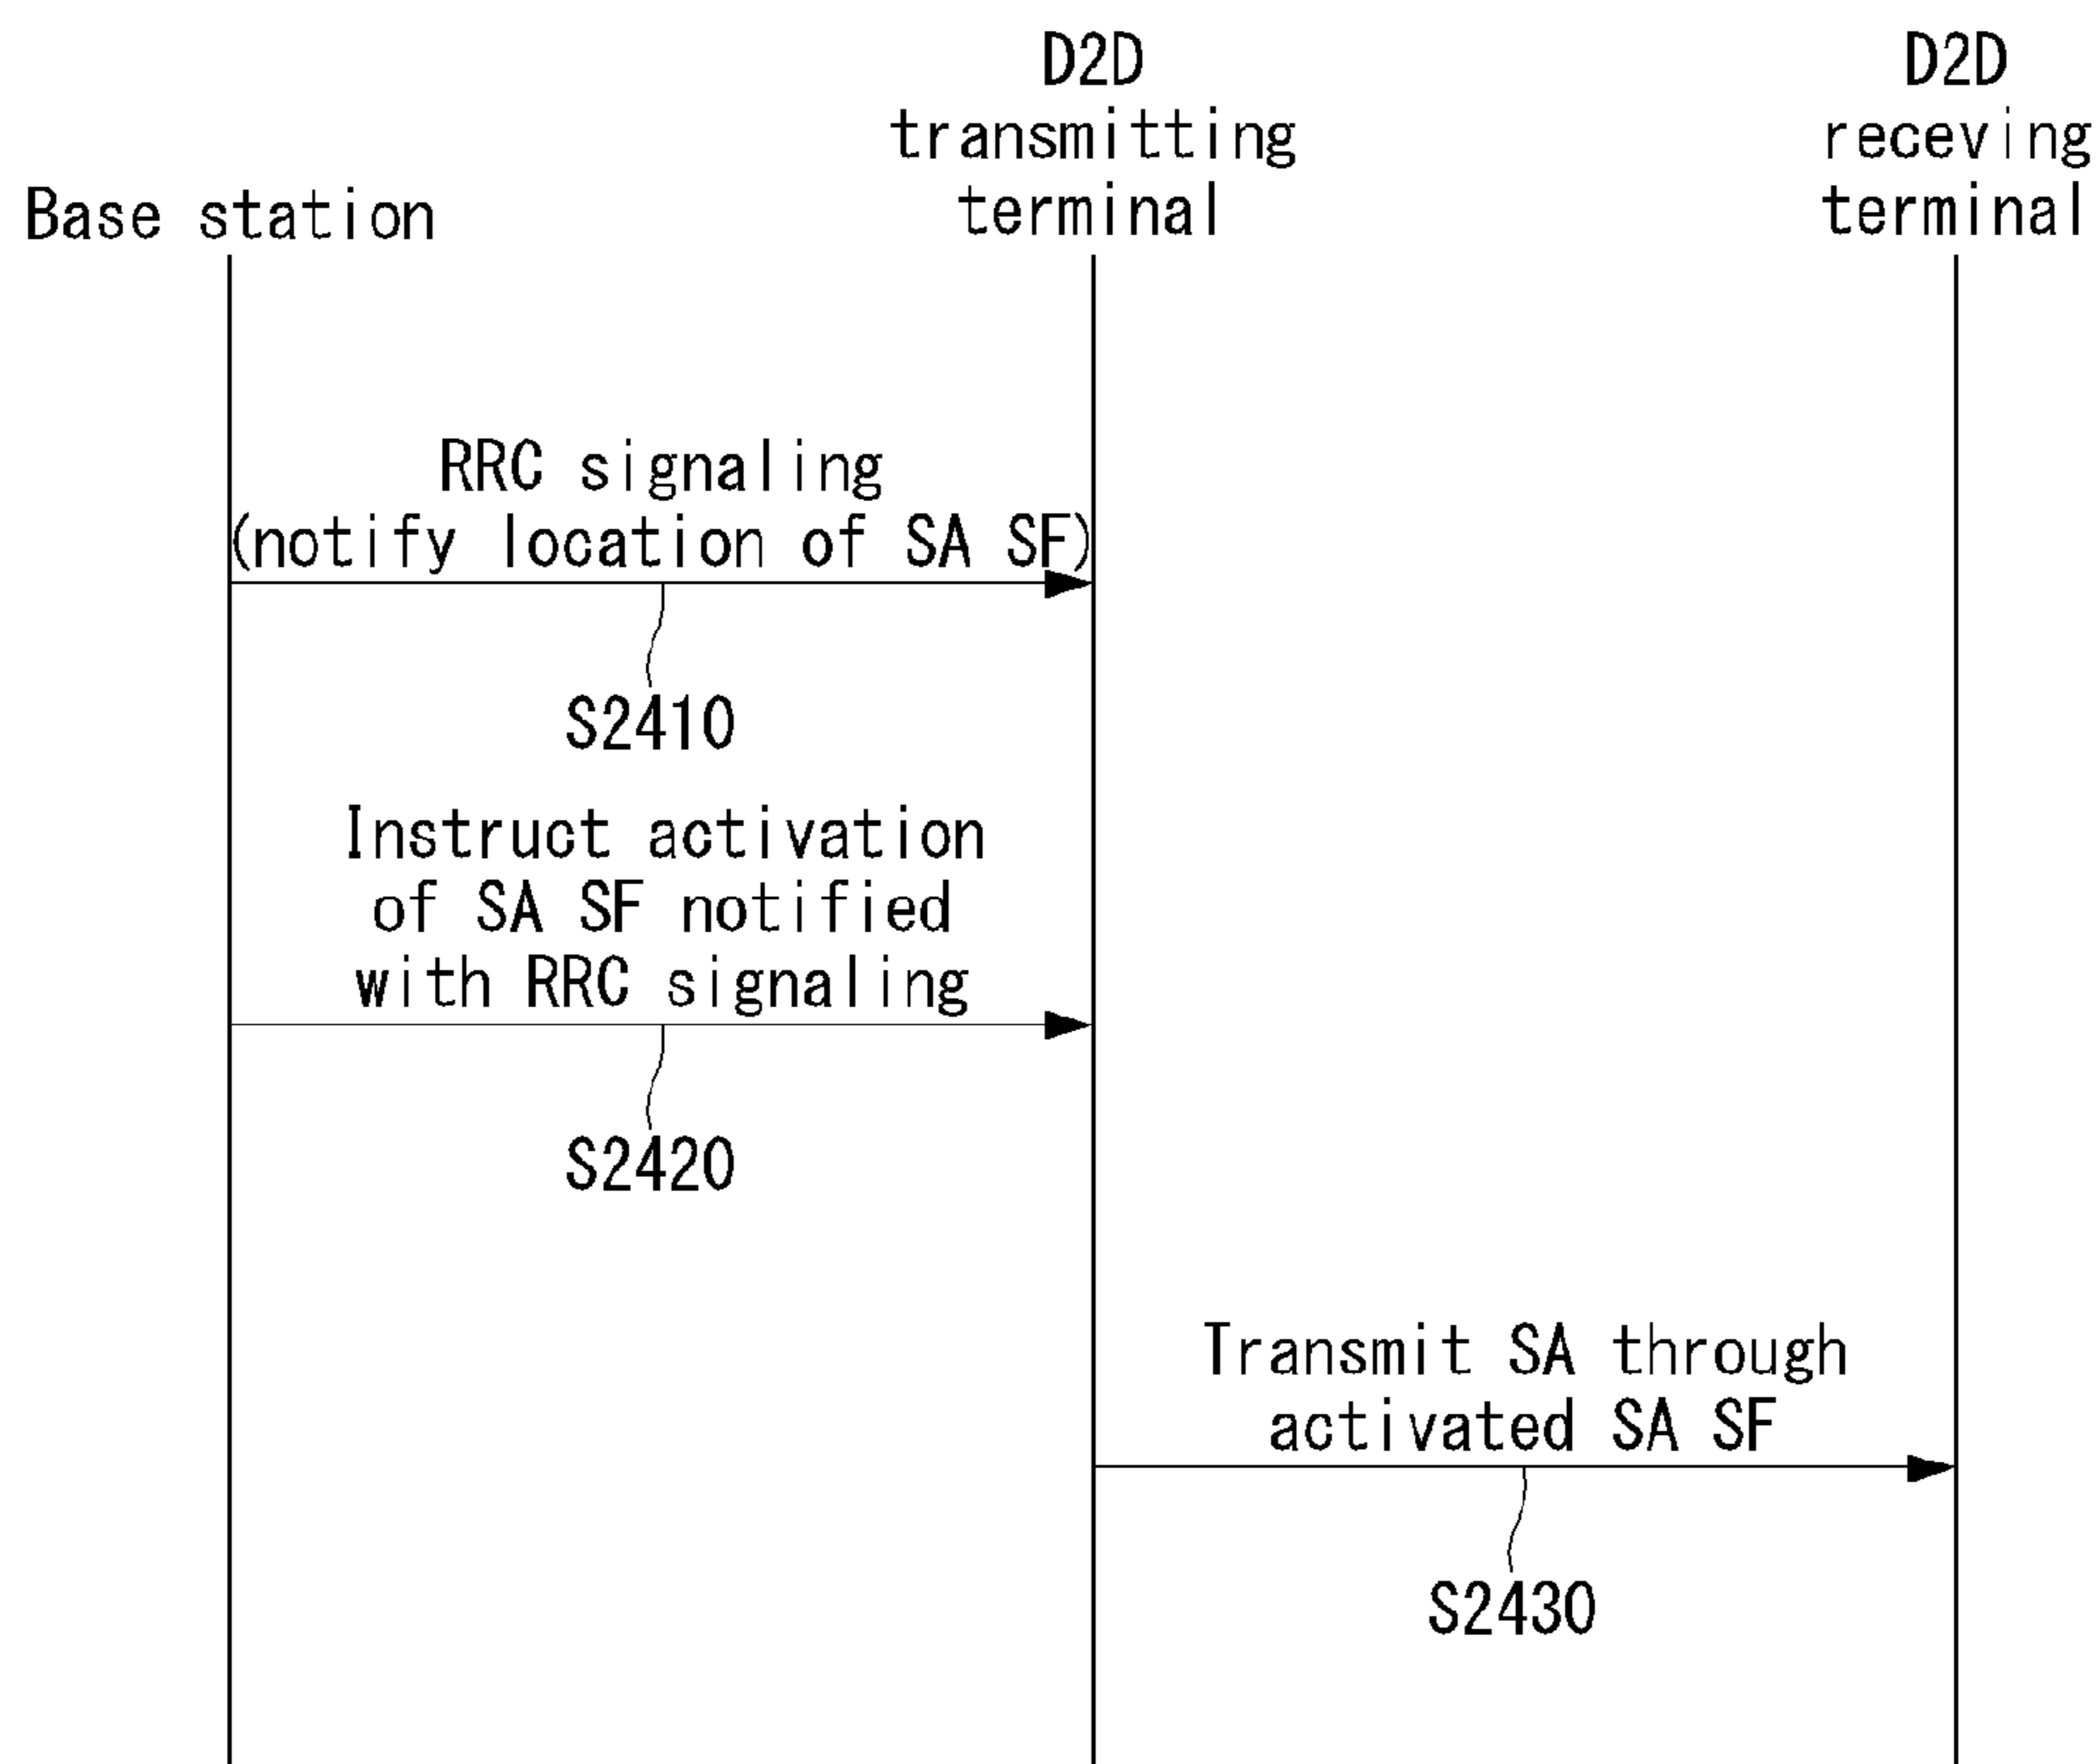 Base station
D2D
transmitting
terminal
D2D
receving
terminal
RRC signaling
(notify location of SA SF)
S2410
Instruct activation
of SA SF notified
with RRC signaling
S2420
Transmit SA through
activated SA SF
S2430